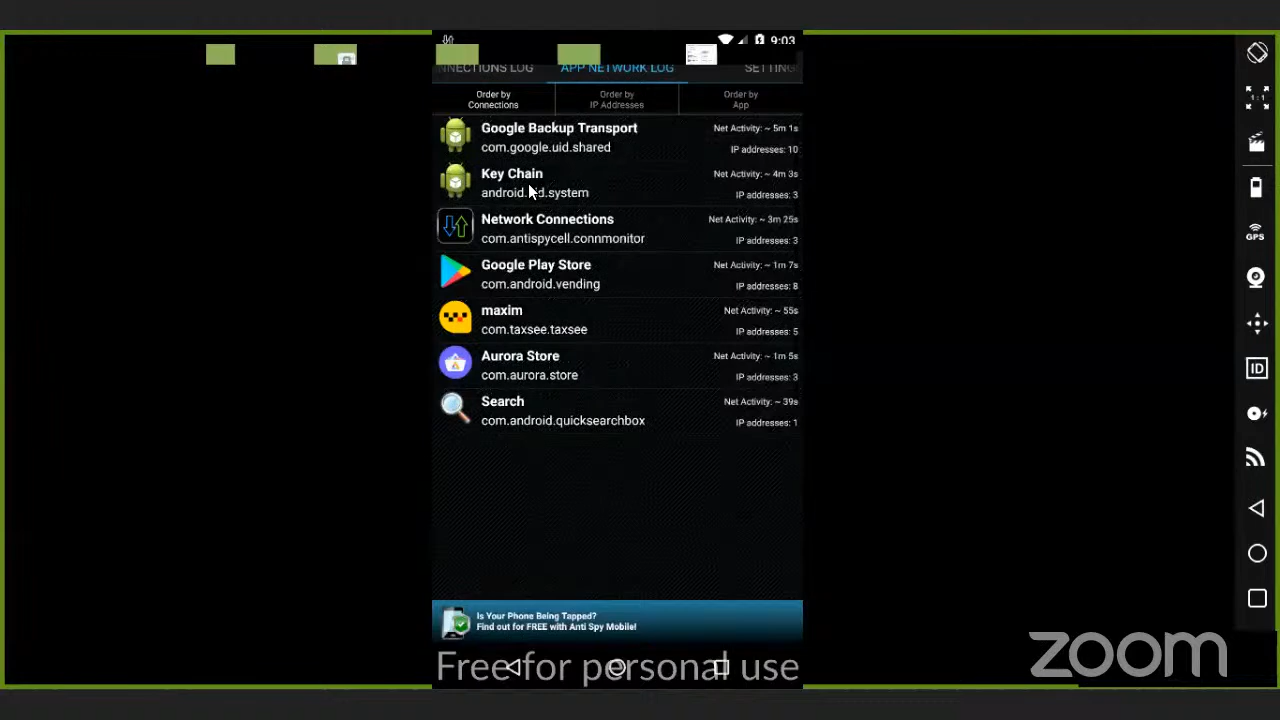 9:03
NNECTIONS LOG
APP NETWORK LOG
SETTING
Order by
Connections
Order by
IP Addresses
Order by
App
Google Backup Transport
com.google.uid.shared
Net Activity: ~ 5m 1s
IP addresses: 10
Key Chain
Net Activity: ~ 4m 3s
IP addresses: 3
Network Connections
com.antispycell.connmonitor
Net Activity: ~ 3m 25s
IP addresses: 3
Google Play Store
com.android.vending
Net Activity: ~ 1m 7s
IP addresses: 8
maxim
com.taxsee.taxsee
Net Activity: ~ 55s
IP addresses: 5
Aurora Store
com.aurora.store
Net Activity: ~ 1m 5s
IP addresses: 3
Search
com.android.quicksearchbox
Net Activity: ~ 39s
IP addresses: 1
Is Your Phone Being Tapped?
Find out for FREE with Anti Spy Mobile!
Free for personal use
1:1
GPS
ID
zoom